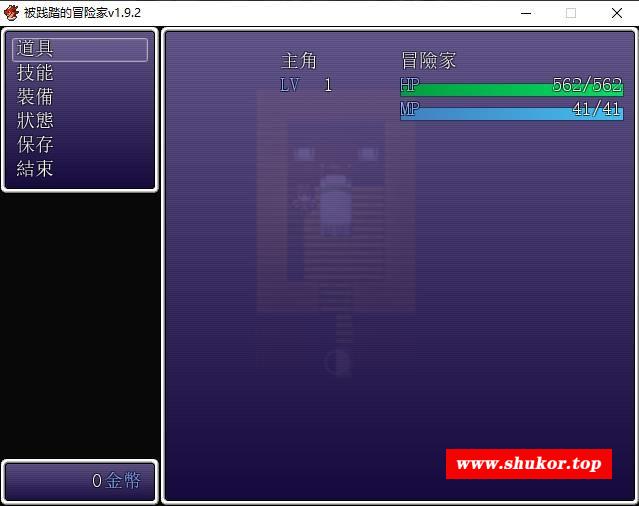 被践踏的冒险家v1.9.2
道具
技能
裝備
狀態
保存
結束
主角 冒險家
LV 1 HP 562/562
MP 41/41
www.shukor.top
0金幣